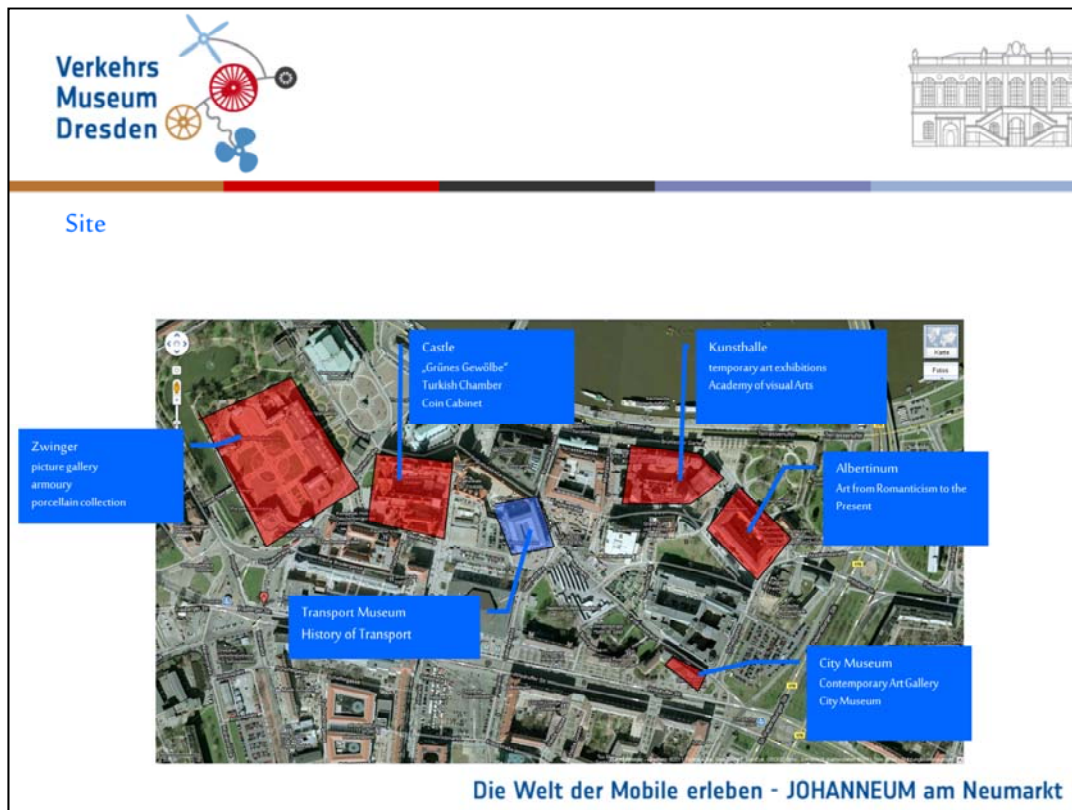 Verkehrs
Museum
Dresden
Site
Karte
Fotos
Castle
„Grünes Gewölbe“
Turkish Chamber
Coin Cabinet
Kunsthalle
temporary art exhibitions
Academy of visual Arts
Zwinger
picture gallery
armoury
porcellain collection
Albertinum
Art from Romanticism to the
Present
Transport Museum
History of Transport
City Museum
Contemporary Art Gallery
City Museum
Die Welt der Mobile erleben - JOHANNEUM am Neumarkt